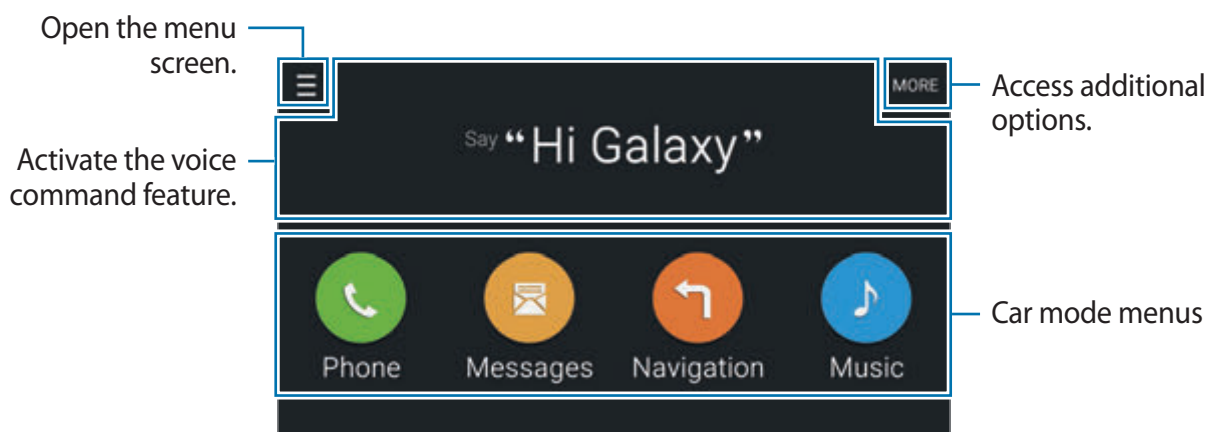 Open the menu
screen.
MORE
Access additional
options.
Say “Hi Galaxy”
Activate the voice
command feature.
Phone
Messages
Navigation
Music
Car mode menus